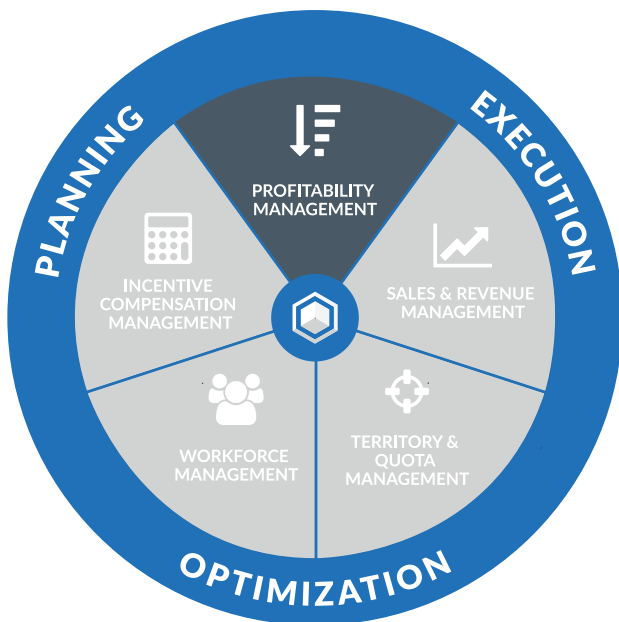 PLANNING
EXECUTION
PROFITABILITY
MANAGEMENT
INCENTIVE
COMPENSATION
MANAGEMENT
SALES & REVENUE
MANAGEMENT
WORKFORCE
MANAGEMENT
TERRITORY &
QUOTA
MANAGEMENT
OPTIMIZATION